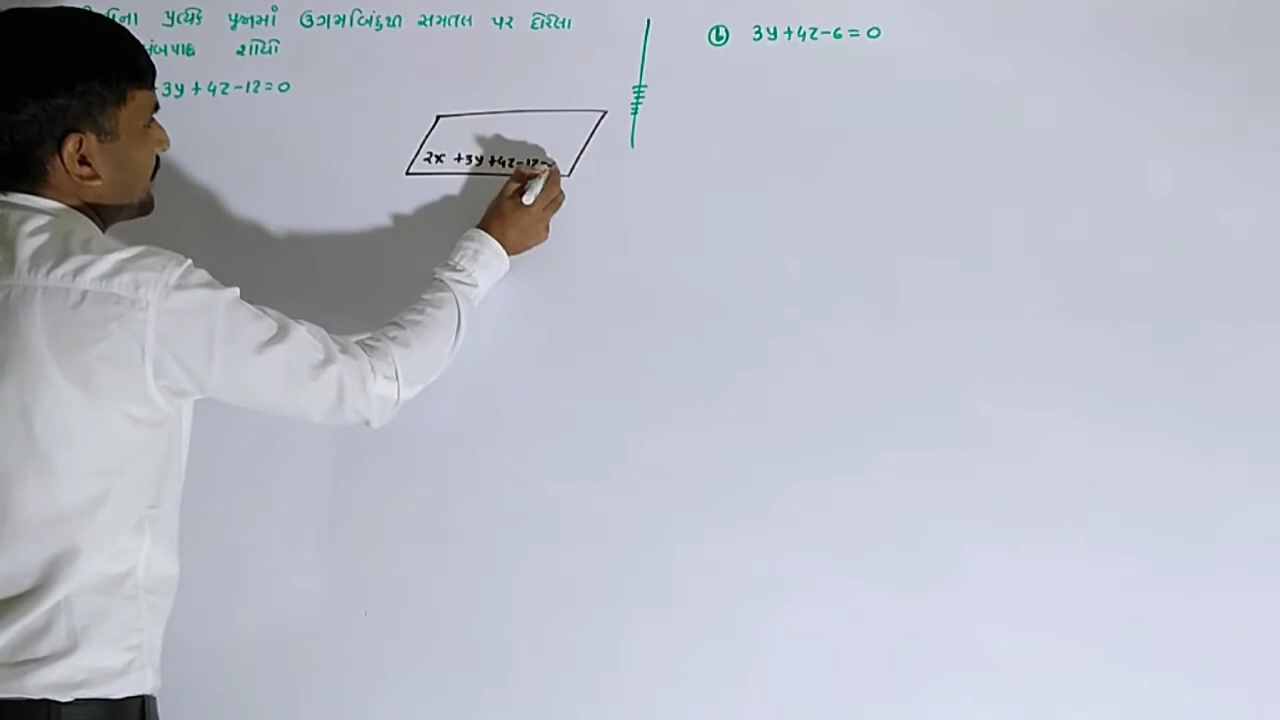 પ્રત્યેક પ્રશ્નમાં ઉગમબિંદુથી સમતલ પર દોરેલા
લંબપાદ શોધો
3y+4z-12=0
2x +3y +4z-12=
ⓑ 3y+4z-6=0